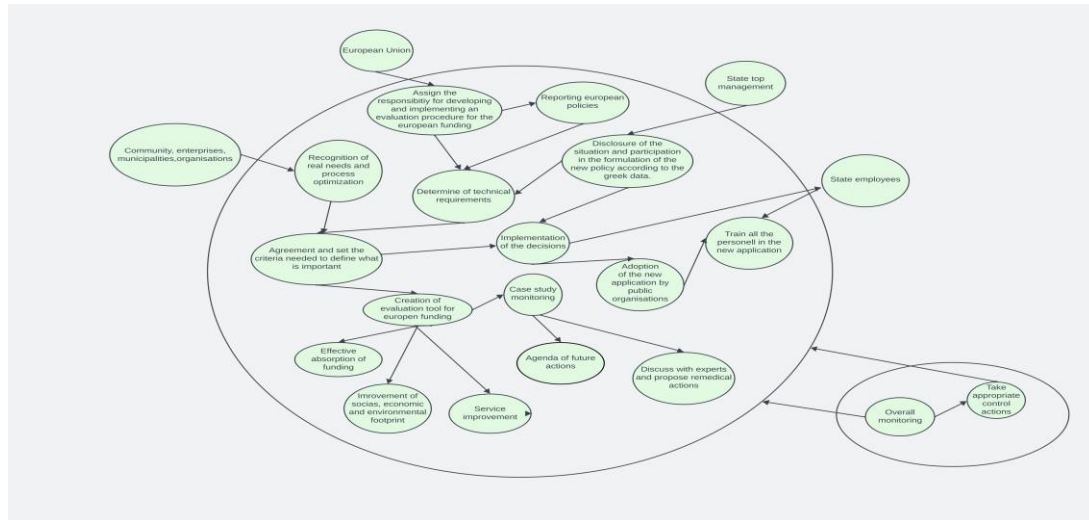 European Union
State top
management
Assign the
responsibitiy for developing
and implementing an
evaluation procedure for the
european funding
Reporting european
policies
Community, enterprises,
municipalities,organisations
Recognition of
real needs and
process
optimization
Disclosure of the
situation and participation
in the formulation of the
new policy according to the
greek data.
State employees
Determine of technical
requirements
Agreement and set the
criteria needed to define what
is important
Implementation
of the decisions
Train all the
personell in the
new application
Adoption
of the new
application by
public
organisations
Case study
monitoring
Creation of
evaluation tool for
europen funding
Effective
absorption of
funding
Agenda of future
actions
Discuss with experts
and propose remedical
actions
Imrovement of
socias, economic
and environmental
footprint
Service
improvement
Overall
monitoring
Take
appropriate
control
actions